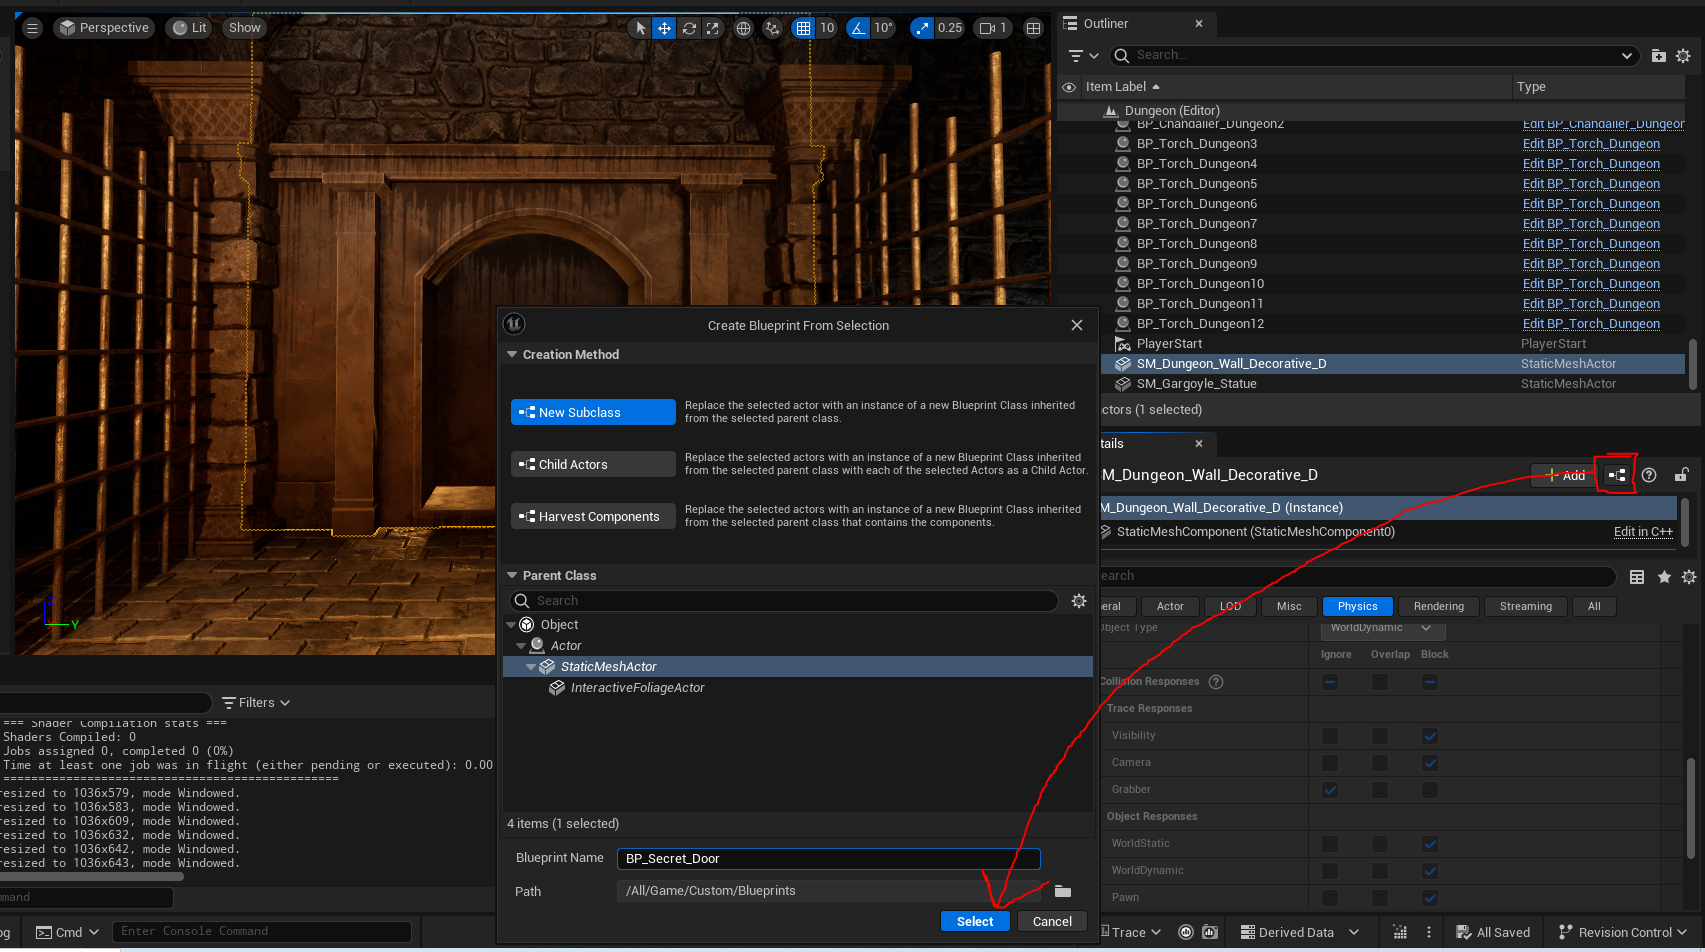 Perspective
Lit
Show
10
10°
0.25
1
Outliner
Search...
Item Label
Type
Dungeon (Editor)
BP_Chandalier_Dungeon2
Edit BP_Chandalier_Dungeon
BP_Torch_Dungeon3
Edit BP_Torch_Dungeon
BP_Torch_Dungeon4
Edit BP_Torch_Dungeon
BP_Torch_Dungeon5
Edit BP_Torch_Dungeon
BP_Torch_Dungeon6
Edit BP_Torch_Dungeon
BP_Torch_Dungeon7
Edit BP_Torch_Dungeon
BP_Torch_Dungeon8
Edit BP_Torch_Dungeon
BP_Torch_Dungeon9
Edit BP_Torch_Dungeon
BP_Torch_Dungeon10
Edit BP_Torch_Dungeon
BP_Torch_Dungeon11
Edit BP_Torch_Dungeon
BP_Torch_Dungeon12
Edit BP_Torch_Dungeon
PlayerStart
PlayerStart
SM_Dungeon_Wall_Decorative_D
StaticMeshActor
SM_Gargoyle_Statue
StaticMeshActor
ctors (1 selected)
tails
SM_Dungeon_Wall_Decorative_D
Add
M_Dungeon_Wall_Decorative_D (Instance)
StaticMeshComponent (StaticMeshComponent0)
Edit in C++
earch
eral
Actor
LOD
Misc
Physics
Rendering
Streaming
All
Object Type
WorldDynamic
Ignore
Overlap
Block
Collision Responses
Trace Responses
Visibility
Camera
Grabber
Object Responses
WorldStatic
WorldDynamic
Pawn
Create Blueprint From Selection
Creation Method
New Subclass
Replace the selected actor with an instance of a new Blueprint Class inherited
from the selected parent class.
Child Actors
Replace the selected actors with an instance of a new Blueprint Class inherited
from the selected parent class with each of the selected Actors as a Child Actor.
Harvest Components
Replace the selected actors with an instance of a new Blueprint Class inherited
from the selected parent class that contains the components.
Parent Class
Search
Object
Actor
StaticMeshActor
InteractiveFoliageActor
4 items (1 selected)
Blueprint Name
BP_Secret_Door
Path
/All/Game/Custom/Blueprints
Select
Cancel
Z
Y
Filters
=== Shader Compilation stats ===
Shaders Compiled: 0
Jobs assigned 0, completed 0 (0%)
Time at least one job was in flight (either pending or executed): 0.00
================================================
resized to 1036x579, mode Windowed.
resized to 1036x583, mode Windowed.
resized to 1036x609, mode Windowed.
resized to 1036x632, mode Windowed.
resized to 1036x642, mode Windowed.
resized to 1036x643, mode Windowed.
mmand
og
Cmd
Enter Console Command
Trace
Derived Data
All Saved
Revision Control